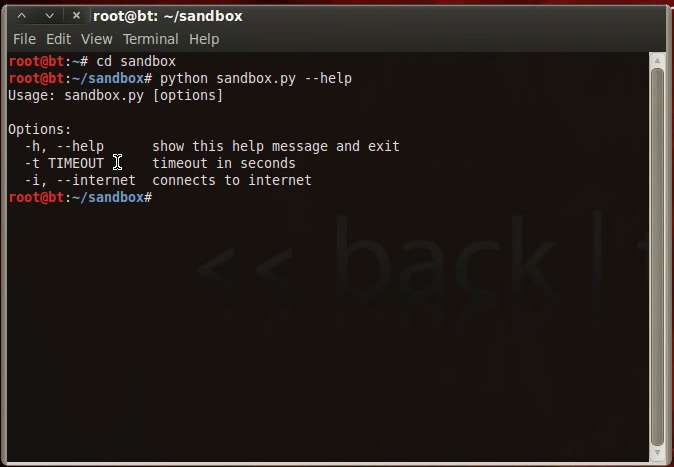 root@bt: ~/sandbox
File Edit View Terminal Help
root@bt:~# cd sandbox
root@bt:~/sandbox# python sandbox.py --help
Usage: sandbox.py [options]
Options:
-h, --help show this help message and exit
-t TIMEOUT timeout in seconds
-i, --internet connects to internet
root@bt:~/sandbox#
<< back | t